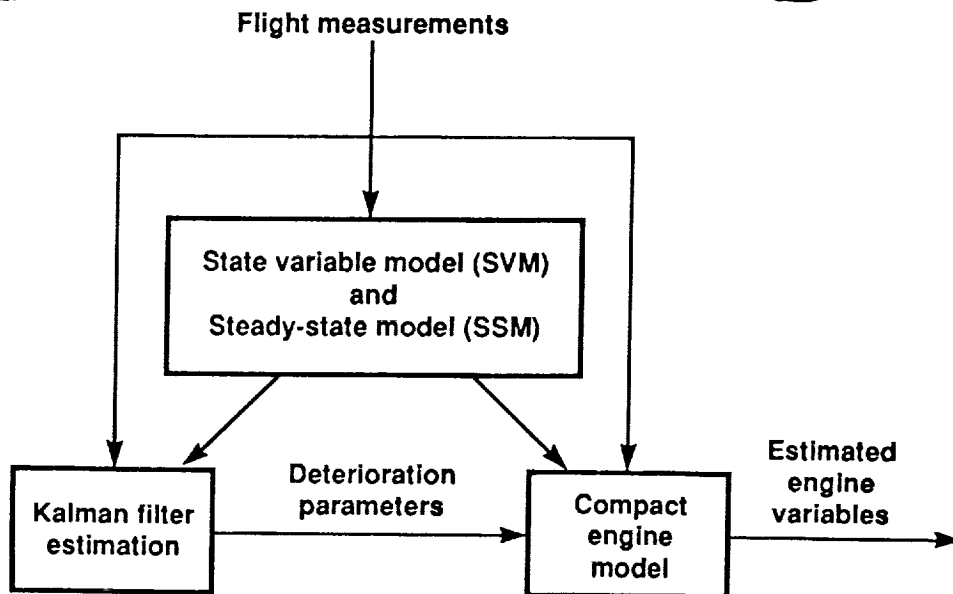 Flight measurements
State variable model (SVM)
and
Steady-state model (SSM)
Kalman filter
estimation
Deterioration
parameters
Compact
engine
model
Estimated
engine
variables